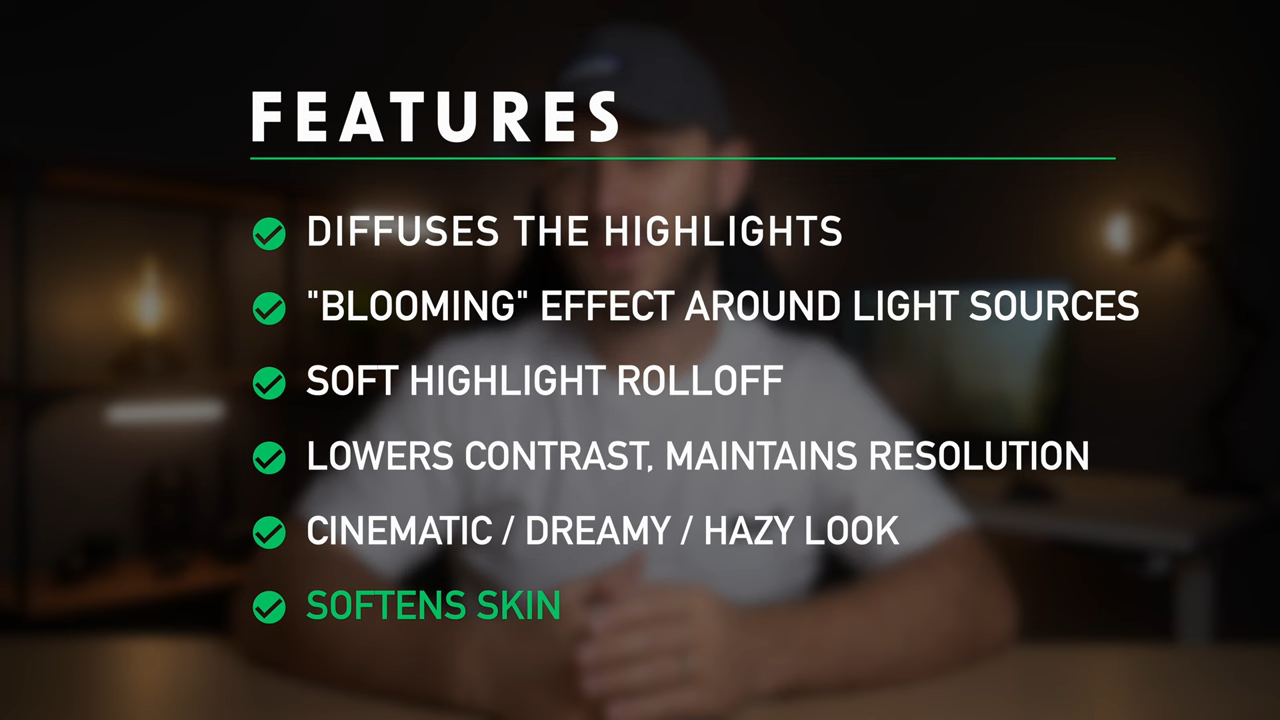 FEATURES
DIFFUSES THE HIGHLIGHTS
"BLOOMING" EFFECT AROUND LIGHT SOURCES
SOFT HIGHLIGHT ROLLOFF
LOWERS CONTRAST, MAINTAINS RESOLUTION
CINEMATIC / DREAMY / HAZY LOOK
SOFTENS SKIN